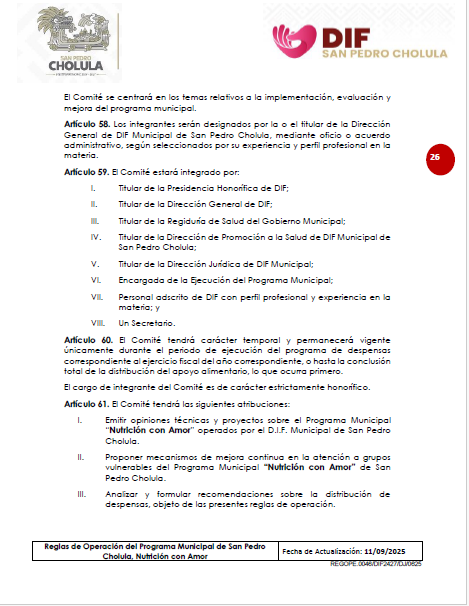 SAN PEDRO
CHOLULA
DIF
SAN PEDRO CHOLULA
El Comité se centrará en los temas relativos a la implementación, evaluación y
mejora del programa municipal.
Artículo 58. Los integrantes serán designados por la o el titular de la Dirección
General de DIF Municipal de San Pedro Cholula, mediante oficio o acuerdo
administrativo, según seleccionados por su experiencia y perfil profesional en la
materia.
26
Artículo 59. El Comité estará integrado por:
I. Titular de la Presidencia Honorífica de DIF;
II. Titular de la Dirección General de DIF;
III. Titular de la Regiduría de Salud del Gobierno Municipal;
IV. Titular de la Dirección de Promoción a la Salud de DIF Municipal de
San Pedro Cholula;
V. Titular de la Dirección Jurídica de DIF Municipal;
VI. Encargada de la Ejecución del Programa Municipal;
VII. Personal adscrito de DIF con perfil profesional y experiencia en la
materia; y
VIII. Un Secretario.
Artículo 60. El Comité tendrá carácter temporal y permanecerá vigente
únicamente durante el periodo de ejecución del programa de despensas
correspondiente al ejercicio fiscal del año correspondiente, o hasta la conclusión
total de la distribución del apoyo alimentario, lo que ocurra primero.
El cargo de integrante del Comité es de carácter estrictamente honorífico.
Artículo 61. El Comité tendrá las siguientes atribuciones:
I. Emitir opiniones técnicas y proyectos sobre el Programa Municipal
"Nutrición con Amor" operados por el D.I.F. Municipal de San Pedro
Cholula.
II. Proponer mecanismos de mejora continua en la atención a grupos
vulnerables del Programa Municipal "Nutrición con Amor" de San
Pedro Cholula.
III. Analizar y formular recomendaciones sobre la distribución de
despensas, objeto de las presentes reglas de operación.
Reglas de Operación del Programa Municipal de San Pedro
Cholula, Nutrición con Amor
Fecha de Actualización: 11/09/2025
REGOPE.0046/DIF2427/DJ/0625